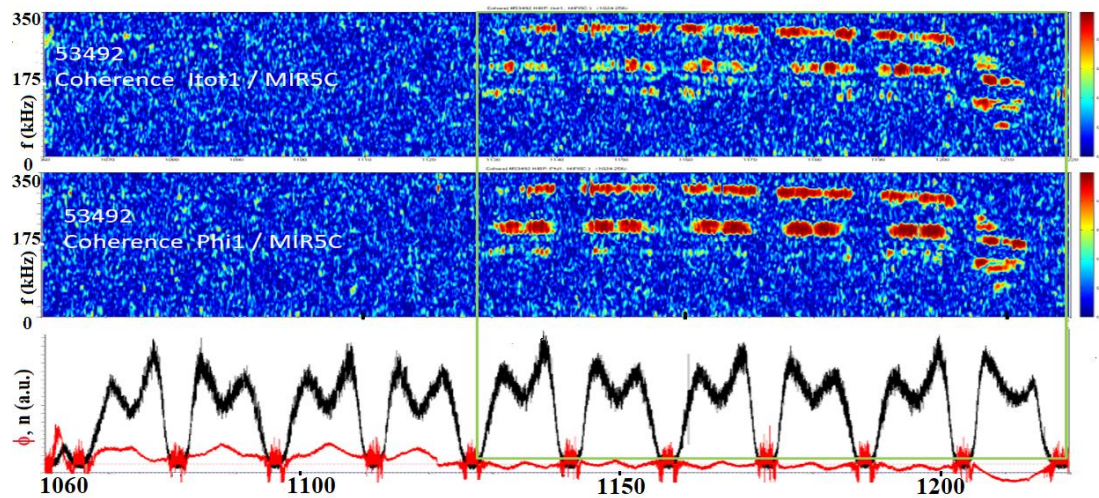 350
53492
Coherence Itot1 / MIR5C
175
f (kHz)
0
350
53492
Coherence Phi1 / MIR5C
175
f (kHz)
0
ϕ, n (a.u.)
1060 1100 1150 1200